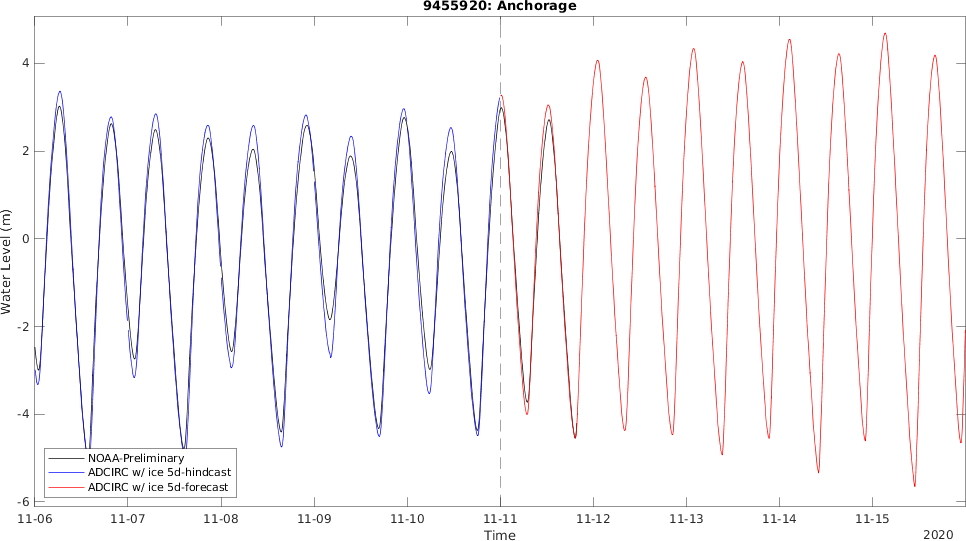 9455920: Anchorage
Water Level (m)
4
2
0
-2
-4
-6
NOAA-Preliminary
ADCIRC w/ ice 5d-hindcast
ADCIRC w/ ice 5d-forecast
11-06 11-07 11-08 11-09 11-10 11-11 11-12 11-13 11-14 11-15
Time
2020